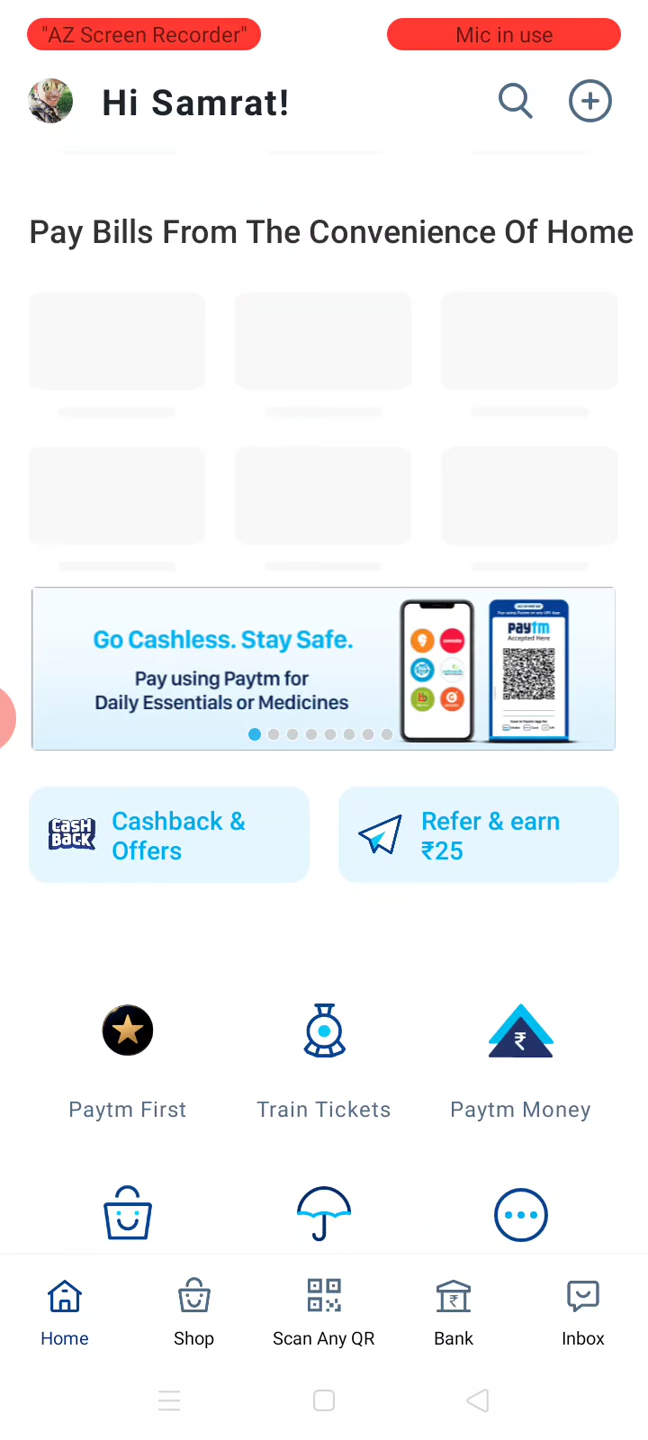 "AZ Screen Recorder"
Mic in use
Hi Samrat!
Pay Bills From The Convenience Of Home
Go Cashless. Stay Safe.
Pay using Paytm for
Daily Essentials or Medicines
paytm
Accepted Here
CASH
BACK
Cashback &
Offers
Refer & earn
₹25
Paytm First
Train Tickets
Paytm Money
Home
Shop
Scan Any QR
Bank
Inbox